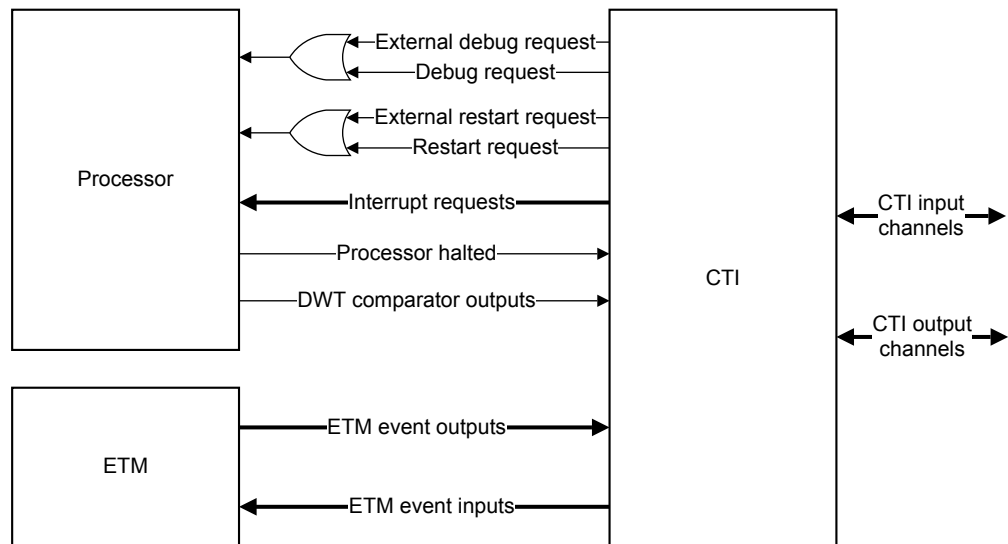 External debug request
Debug request
External restart request
Restart request
Processor
Interrupt requests
Processor halted
DWT comparator outputs
CTI
CTI input
channels
CTI output
channels
ETM event outputs
ETM
ETM event inputs